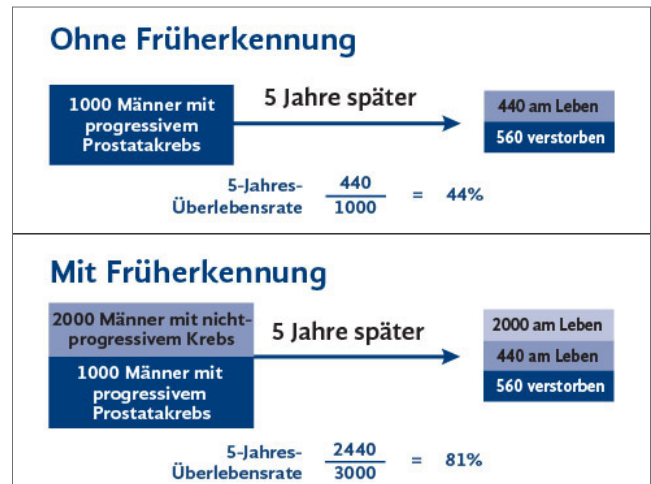 Ohne Früherkennung
1000 Männer mit
progressivem
Prostatakrebs
5 Jahre später
440 am Leben
560 verstorben
5-Jahres-
Überlebensrate
440
1000
= 44%
Mit Früherkennung
2000 Männer mit nicht-
progressivem Krebs
1000 Männer mit
progressivem
Prostatakrebs
5 Jahre später
2000 am Leben
440 am Leben
560 verstorben
5-Jahres-
Überlebensrate
2440
3000
= 81%